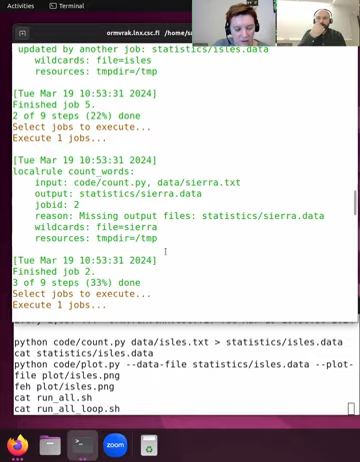 Activities
Terminal
ormvrak.lnx.csc.fi
updated by another job: statistics/isles.data
wildcards: file=isles
resources: tmpdir=/tmp
[Tue Mar 19 10:53:31 2024]
Finished job 5.
2 of 9 steps (22%) done
Select jobs to execute...
Execute 1 jobs...
[Tue Mar 19 10:53:31 2024]
localrule count_words:
input: code/count.py, data/sierra.txt
output: statistics/sierra.data
jobid: 2
reason: Missing output files: statistics/sierra.data
wildcards: file=sierra
resources: tmpdir=/tmp
[Tue Mar 19 10:53:31 2024]
Finished job 2.
3 of 9 steps (33%) done
Select jobs to execute...
Execute 1 jobs...
python code/count.py data/isles.txt > statistics/isles.data
cat statistics/isles.data
python code/plot.py --data-file statistics/isles.data --plot-
file plot/isles.png
feh plot/isles.png
cat run_all.sh
cat run_all_loop.sh
zoom